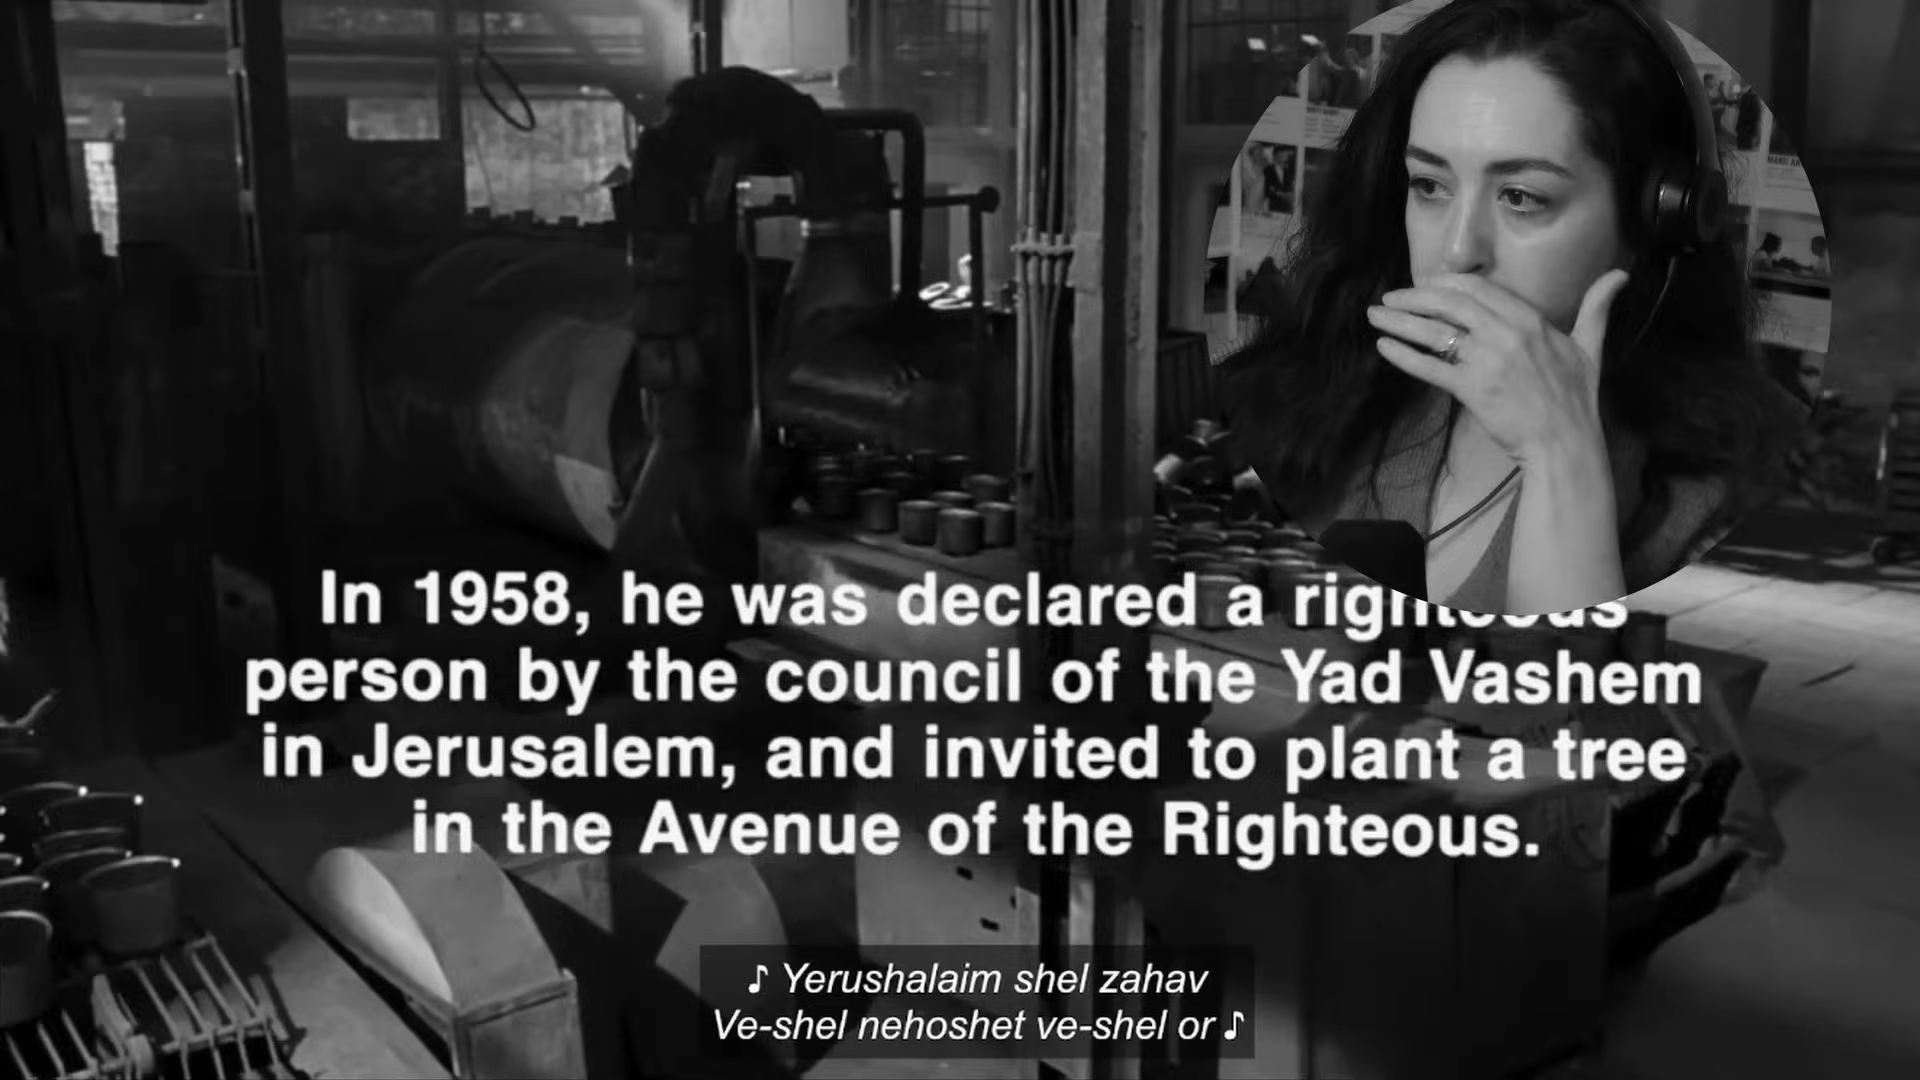 In 1958, he was declared a righteous
person by the council of the Yad Vashem
in Jerusalem, and invited to plant a tree
in the Avenue of the Righteous.
♪ Yerushalaim shel zahav
Ve-shel nehoshet ve-shel or ♪